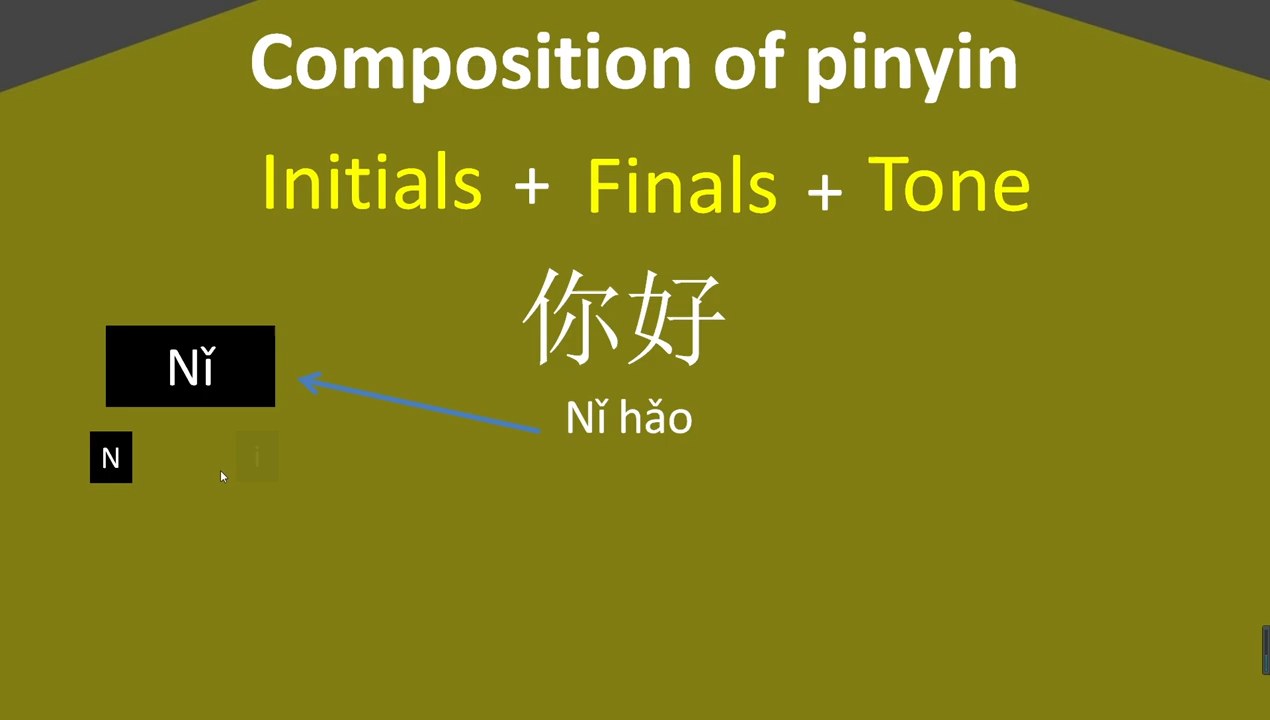 Composition of pinyin
Initials + Finals + Tone
你好
Nǐ hǎo
Nǐ
N i